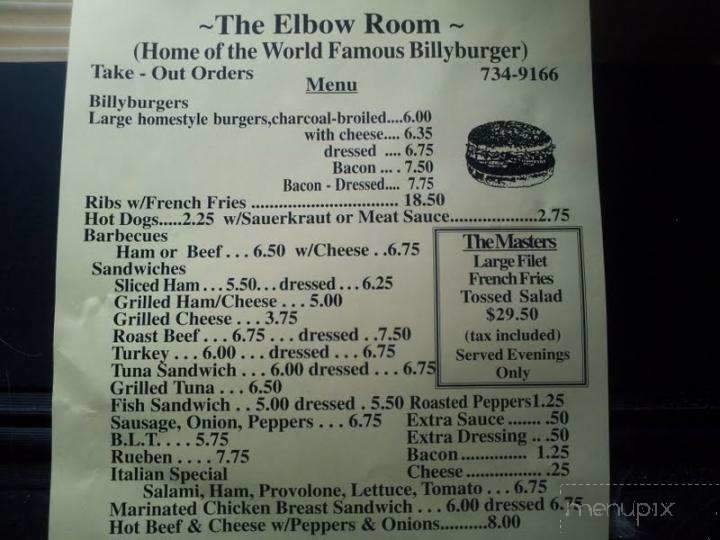 ~The Elbow Room ~
(Home of the World Famous Billyburger)
Take - Out Orders 734-9166
Menu
Billyburgers
Large homestyle burgers,charcoal-broiled....6.00
with cheese.... 6.35
dressed .... 6.75
Bacon ... . 7.50
Bacon - Dressed.... 7.75
Ribs w/French Fries .................................. 18.50
Hot Dogs.....2.25 w/Sauerkraut or Meat Sauce....................2.75
Barbecues
Ham or Beef . . . 6.50 w/Cheese . .6.75
Sandwiches
Sliced Ham . . . 5.50. . . dressed . . .6.25
Grilled Ham/Cheese . . . 5.00
Grilled Cheese . . . 3.75
Roast Beef . . . 6.75 . . . dressed . .7.50
Turkey . . . 6.00 . . . dressed . . . 6.75
Tuna Sandwich . . . 6.00 dressed . . . 6.75
Grilled Tuna . . . 6.50
Fish Sandwich . . 5.00 dressed . 5.50
Sausage, Onion, Peppers . . . 6.75
B.L.T. . . . 5.75
Rueben . . . . 7.75
Italian Special
Salami, Ham, Provolone, Lettuce, Tomato . . . 6.75
Marinated Chicken Breast Sandwich . . . 6.00 dressed 6.75
Hot Beef & Cheese w/Peppers & Onions..........8.00
The Masters
Large Filet
French Fries
Tossed Salad
$29.50
(tax included)
Served Evenings
Only
Roasted Peppers1.25
Extra Sauce ........ .50
Extra Dressing .. .50
Bacon............... 1.25
Cheese.................. .25
menupix